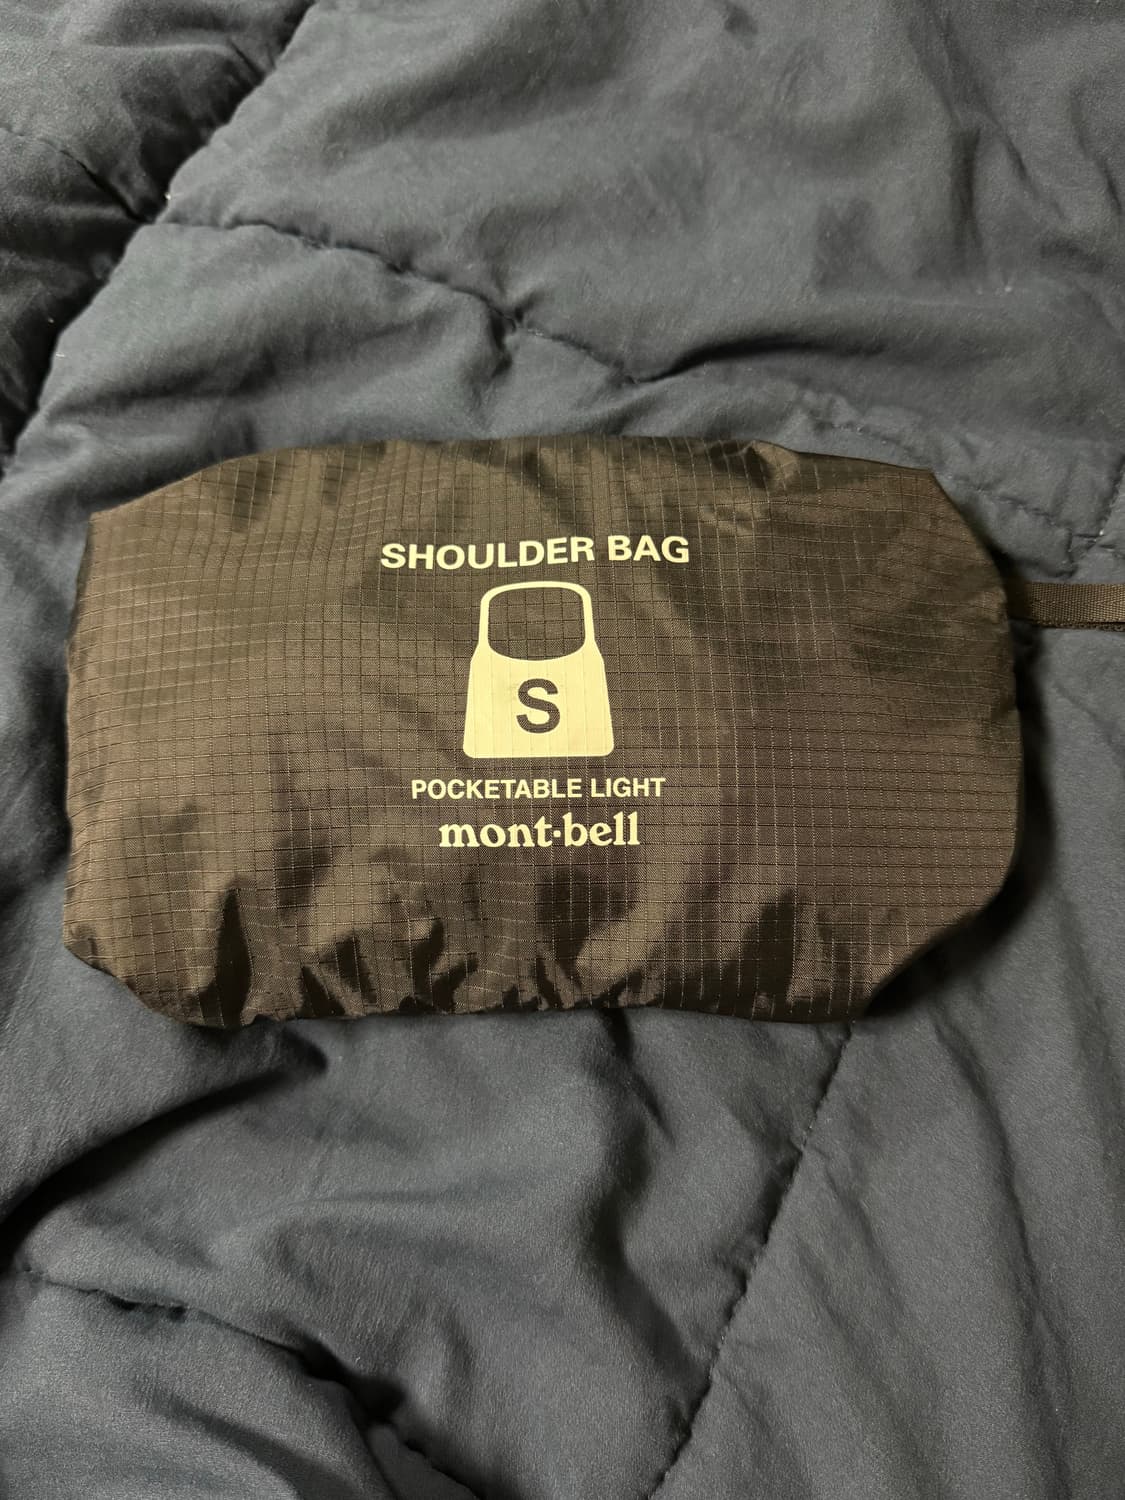 SHOULDER BAG
S
POCKETABLE LIGHT
mont·bell